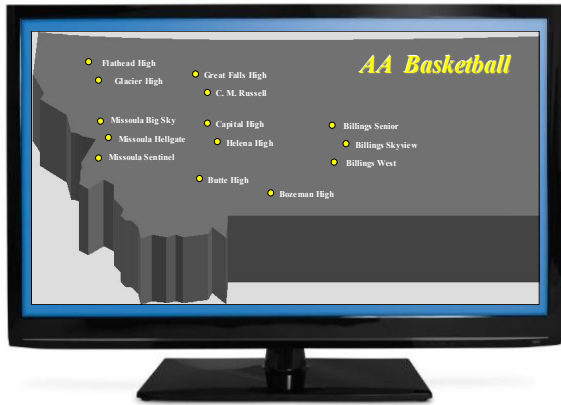 AA Basketball
Flathead High
Glacier High
Great Falls High
C. M. Russell
Missoula Big Sky
Missoula Hellgate
Missoula Sentinel
Capital High
Helena High
Billings Senior
Billings Skyview
Billings West
Butte High
Bozeman High